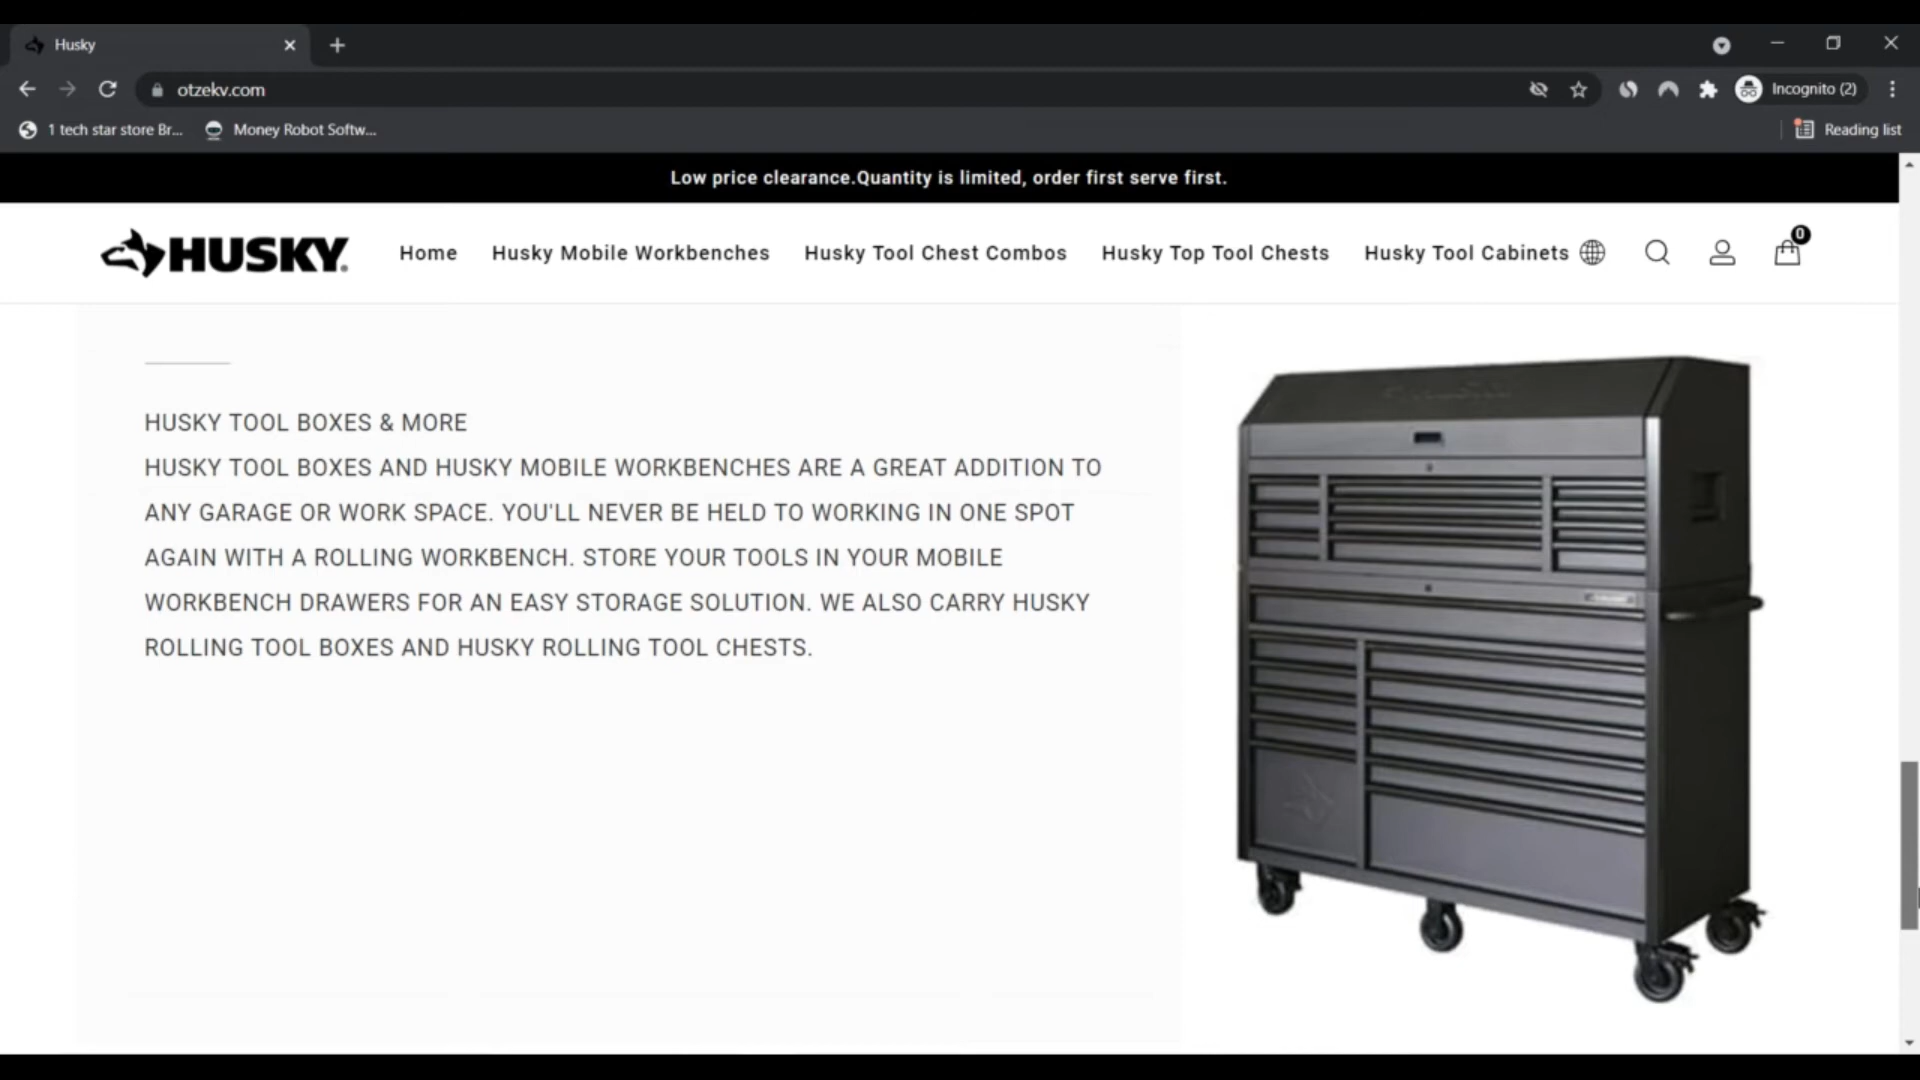 Husky
otzekv.com
Incognito (2)
1 tech star store Br...
Money Robot Softw...
Reading list
Low price clearance.Quantity is limited, order first serve first.
HUSKY
Home
Husky Mobile Workbenches
Husky Tool Chest Combos
Husky Top Tool Chests
Husky Tool Cabinets
0
HUSKY TOOL BOXES & MORE
HUSKY TOOL BOXES AND HUSKY MOBILE WORKBENCHES ARE A GREAT ADDITION TO
ANY GARAGE OR WORK SPACE. YOU'LL NEVER BE HELD TO WORKING IN ONE SPOT
AGAIN WITH A ROLLING WORKBENCH. STORE YOUR TOOLS IN YOUR MOBILE
WORKBENCH DRAWERS FOR AN EASY STORAGE SOLUTION. WE ALSO CARRY HUSKY
ROLLING TOOL BOXES AND HUSKY ROLLING TOOL CHESTS.